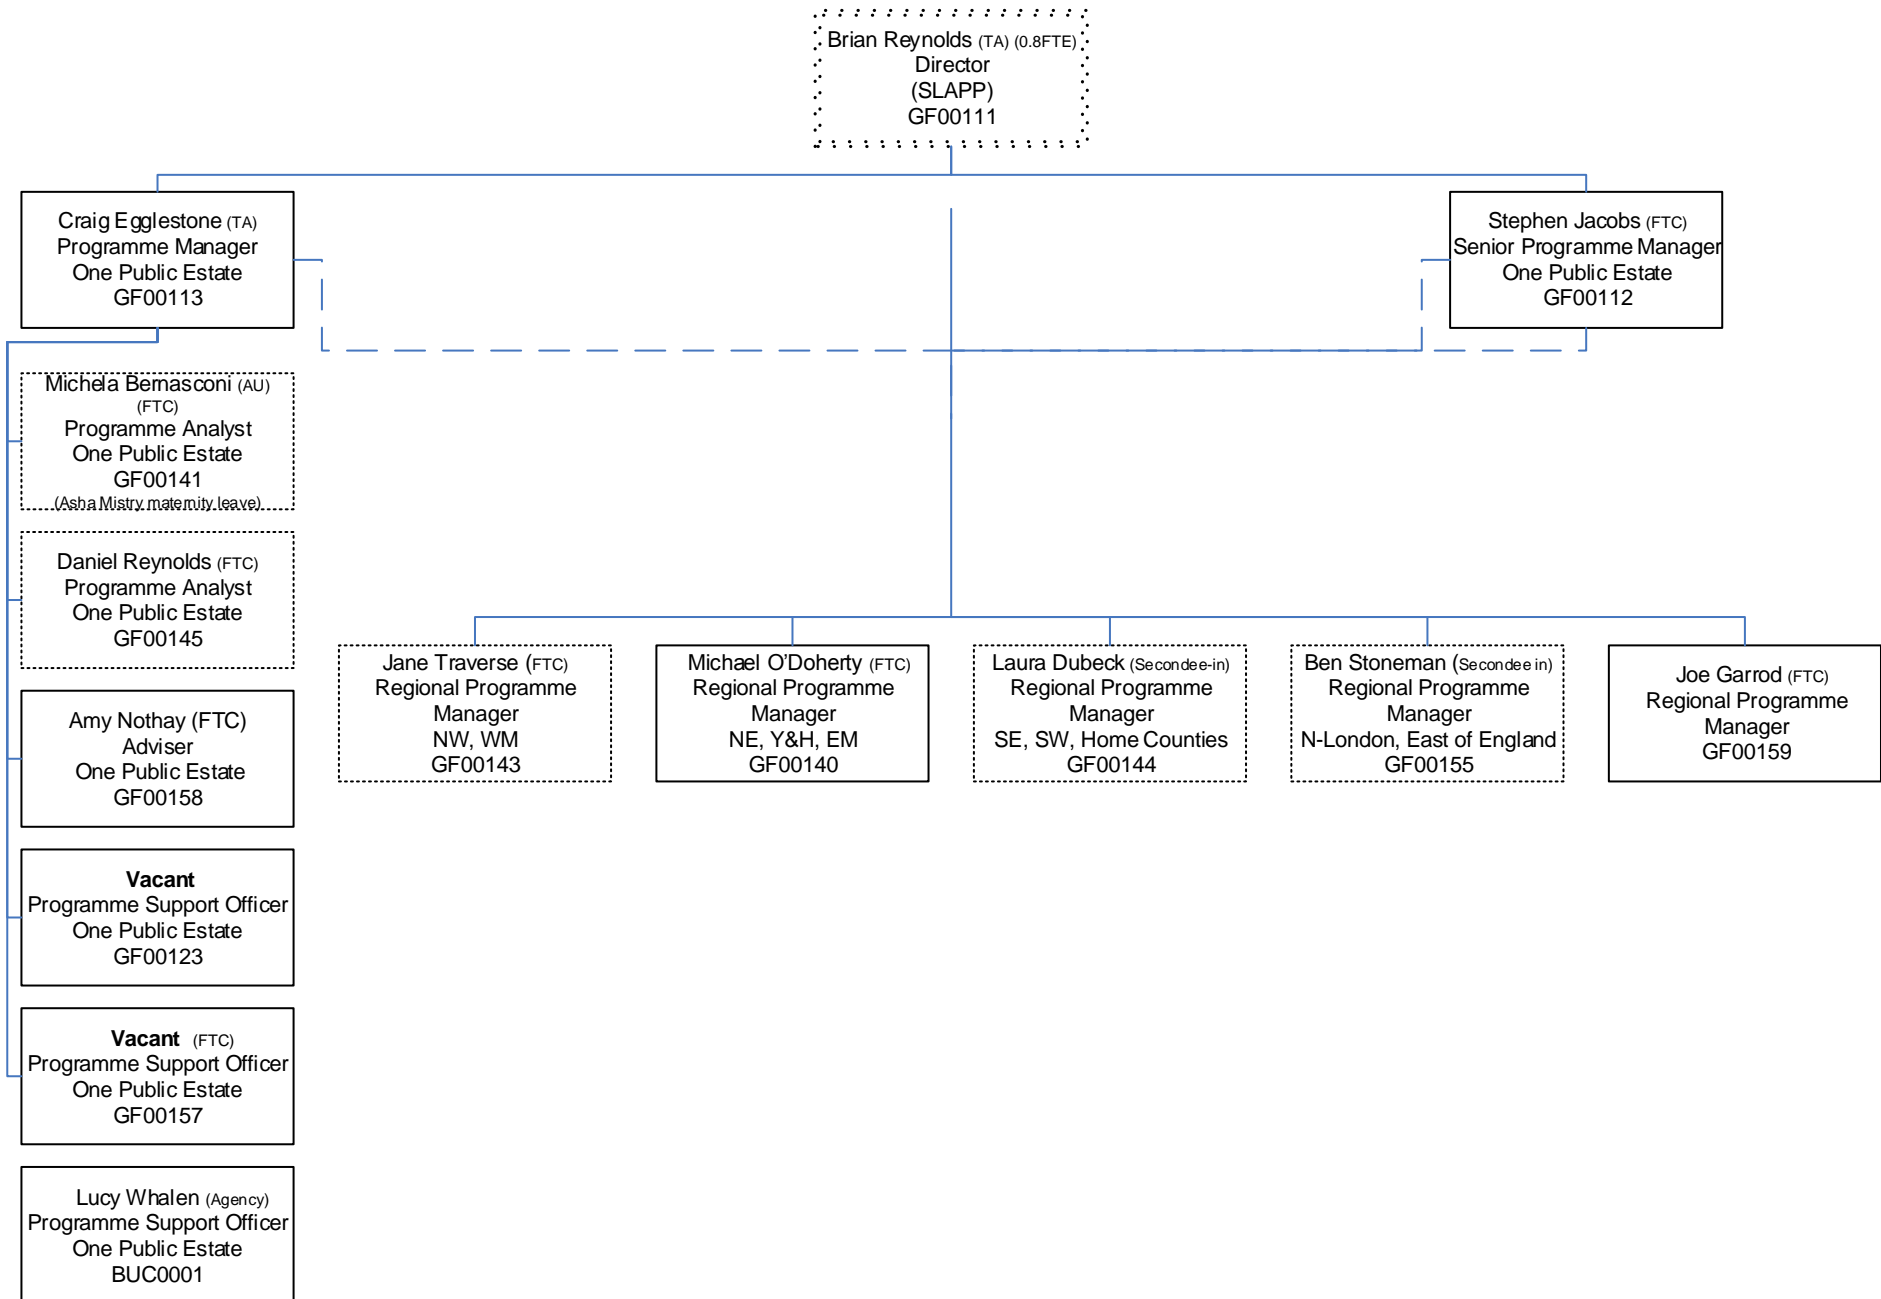 Brian Reynolds (TA) (0.8FTE)
Director
(SLAPP)
GF00111
Craig Egglestone (TA)
Programme Manager
One Public Estate
GF00113
Stephen Jacobs (FTC)
Senior Programme Manager
One Public Estate
GF00112
Michela Bernasconi (AU)
(FTC)
Programme Analyst
One Public Estate
GF00141
(Asha Mistry maternity leave)
Daniel Reynolds (FTC)
Programme Analyst
One Public Estate
GF00145
Amy Nothay (FTC)
Adviser
One Public Estate
GF00158
Vacant
Programme Support Officer
One Public Estate
GF00123
Vacant (FTC)
Programme Support Officer
One Public Estate
GF00157
Lucy Whalen (Agency)
Programme Support Officer
One Public Estate
BUC0001
Jane Traverse (FTC)
Regional Programme
Manager
NW, WM
GF00143
Michael O’Doherty (FTC)
Regional Programme
Manager
NE, Y&H, EM
GF00140
Laura Dubeck (Secondee-in)
Regional Programme
Manager
SE, SW, Home Counties
GF00144
Ben Stoneman (Secondee in)
Regional Programme
Manager
N-London, East of England
GF00155
Joe Garrod (FTC)
Regional Programme
Manager
GF00159